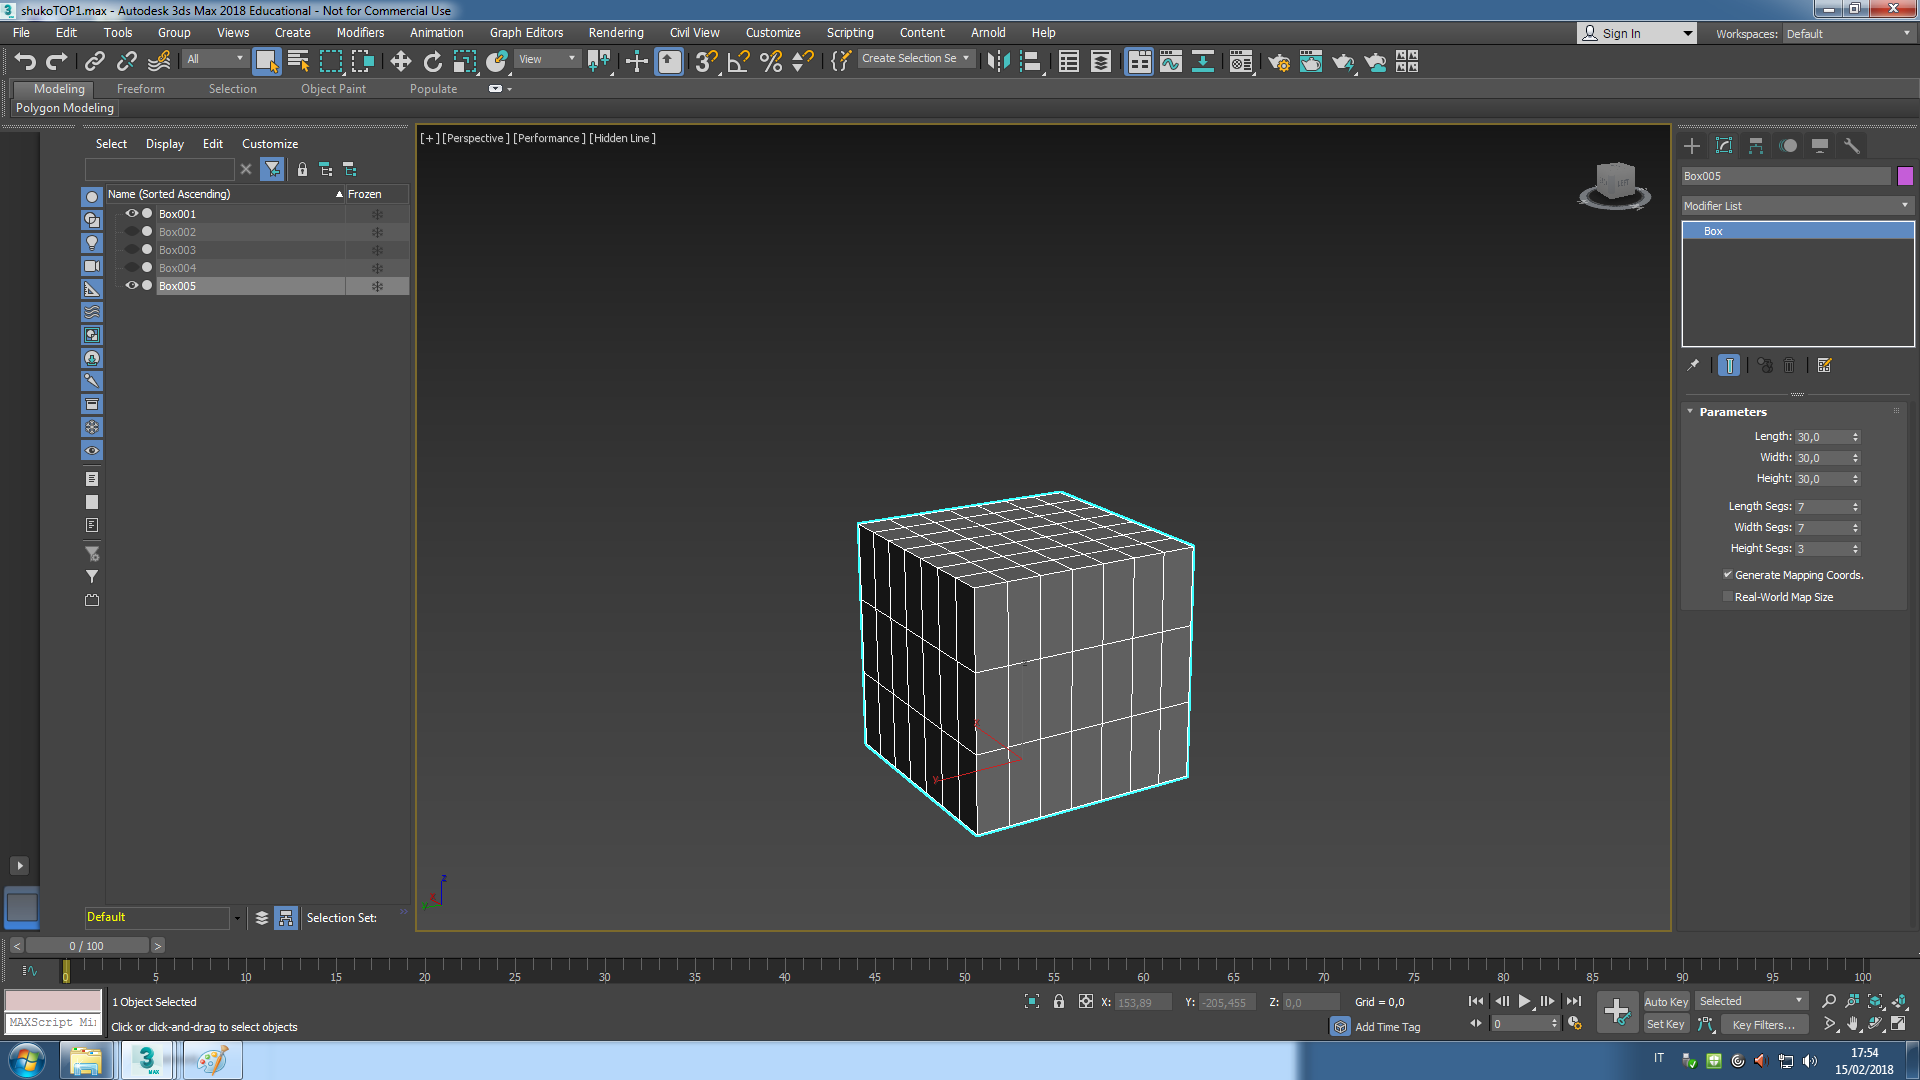 shukoTOP1.max - Autodesk 3ds Max 2018 Educational - Not for Commercial Use
File Edit Tools Group Views Create Modifiers Animation Graph Editors Rendering Civil View Customize Scripting Content Arnold Help
Sign In
Workspaces: Default
All
View
Create Selection Se
Modeling Freeform Selection Object Paint Populate
Polygon Modeling
Select Display Edit Customize
Name (Sorted Ascending) Frozen
Box001
Box002
Box003
Box004
Box005
[+] [Perspective] [Performance] [Hidden Line]
x
y
z
Box005
Modifier List
Box
Parameters
Length: 30,0
Width: 30,0
Height: 30,0
Length Segs: 7
Width Segs: 7
Height Segs: 3
Generate Mapping Coords.
Real-World Map Size
Default
Selection Set:
< 0 / 100 >
0 5 10 15 20 25 30 35 40 45 50 55 60 65 70 75 80 85 90 95 100
1 Object Selected
X: 153,89 Y: -205,455 Z: 0,0 Grid = 0,0
Auto Key Selected
MAXScript Mi
Click or click-and-drag to select objects
Add Time Tag
0
Set Key Key Filters...
3
MAX
IT
17:54
15/02/2018